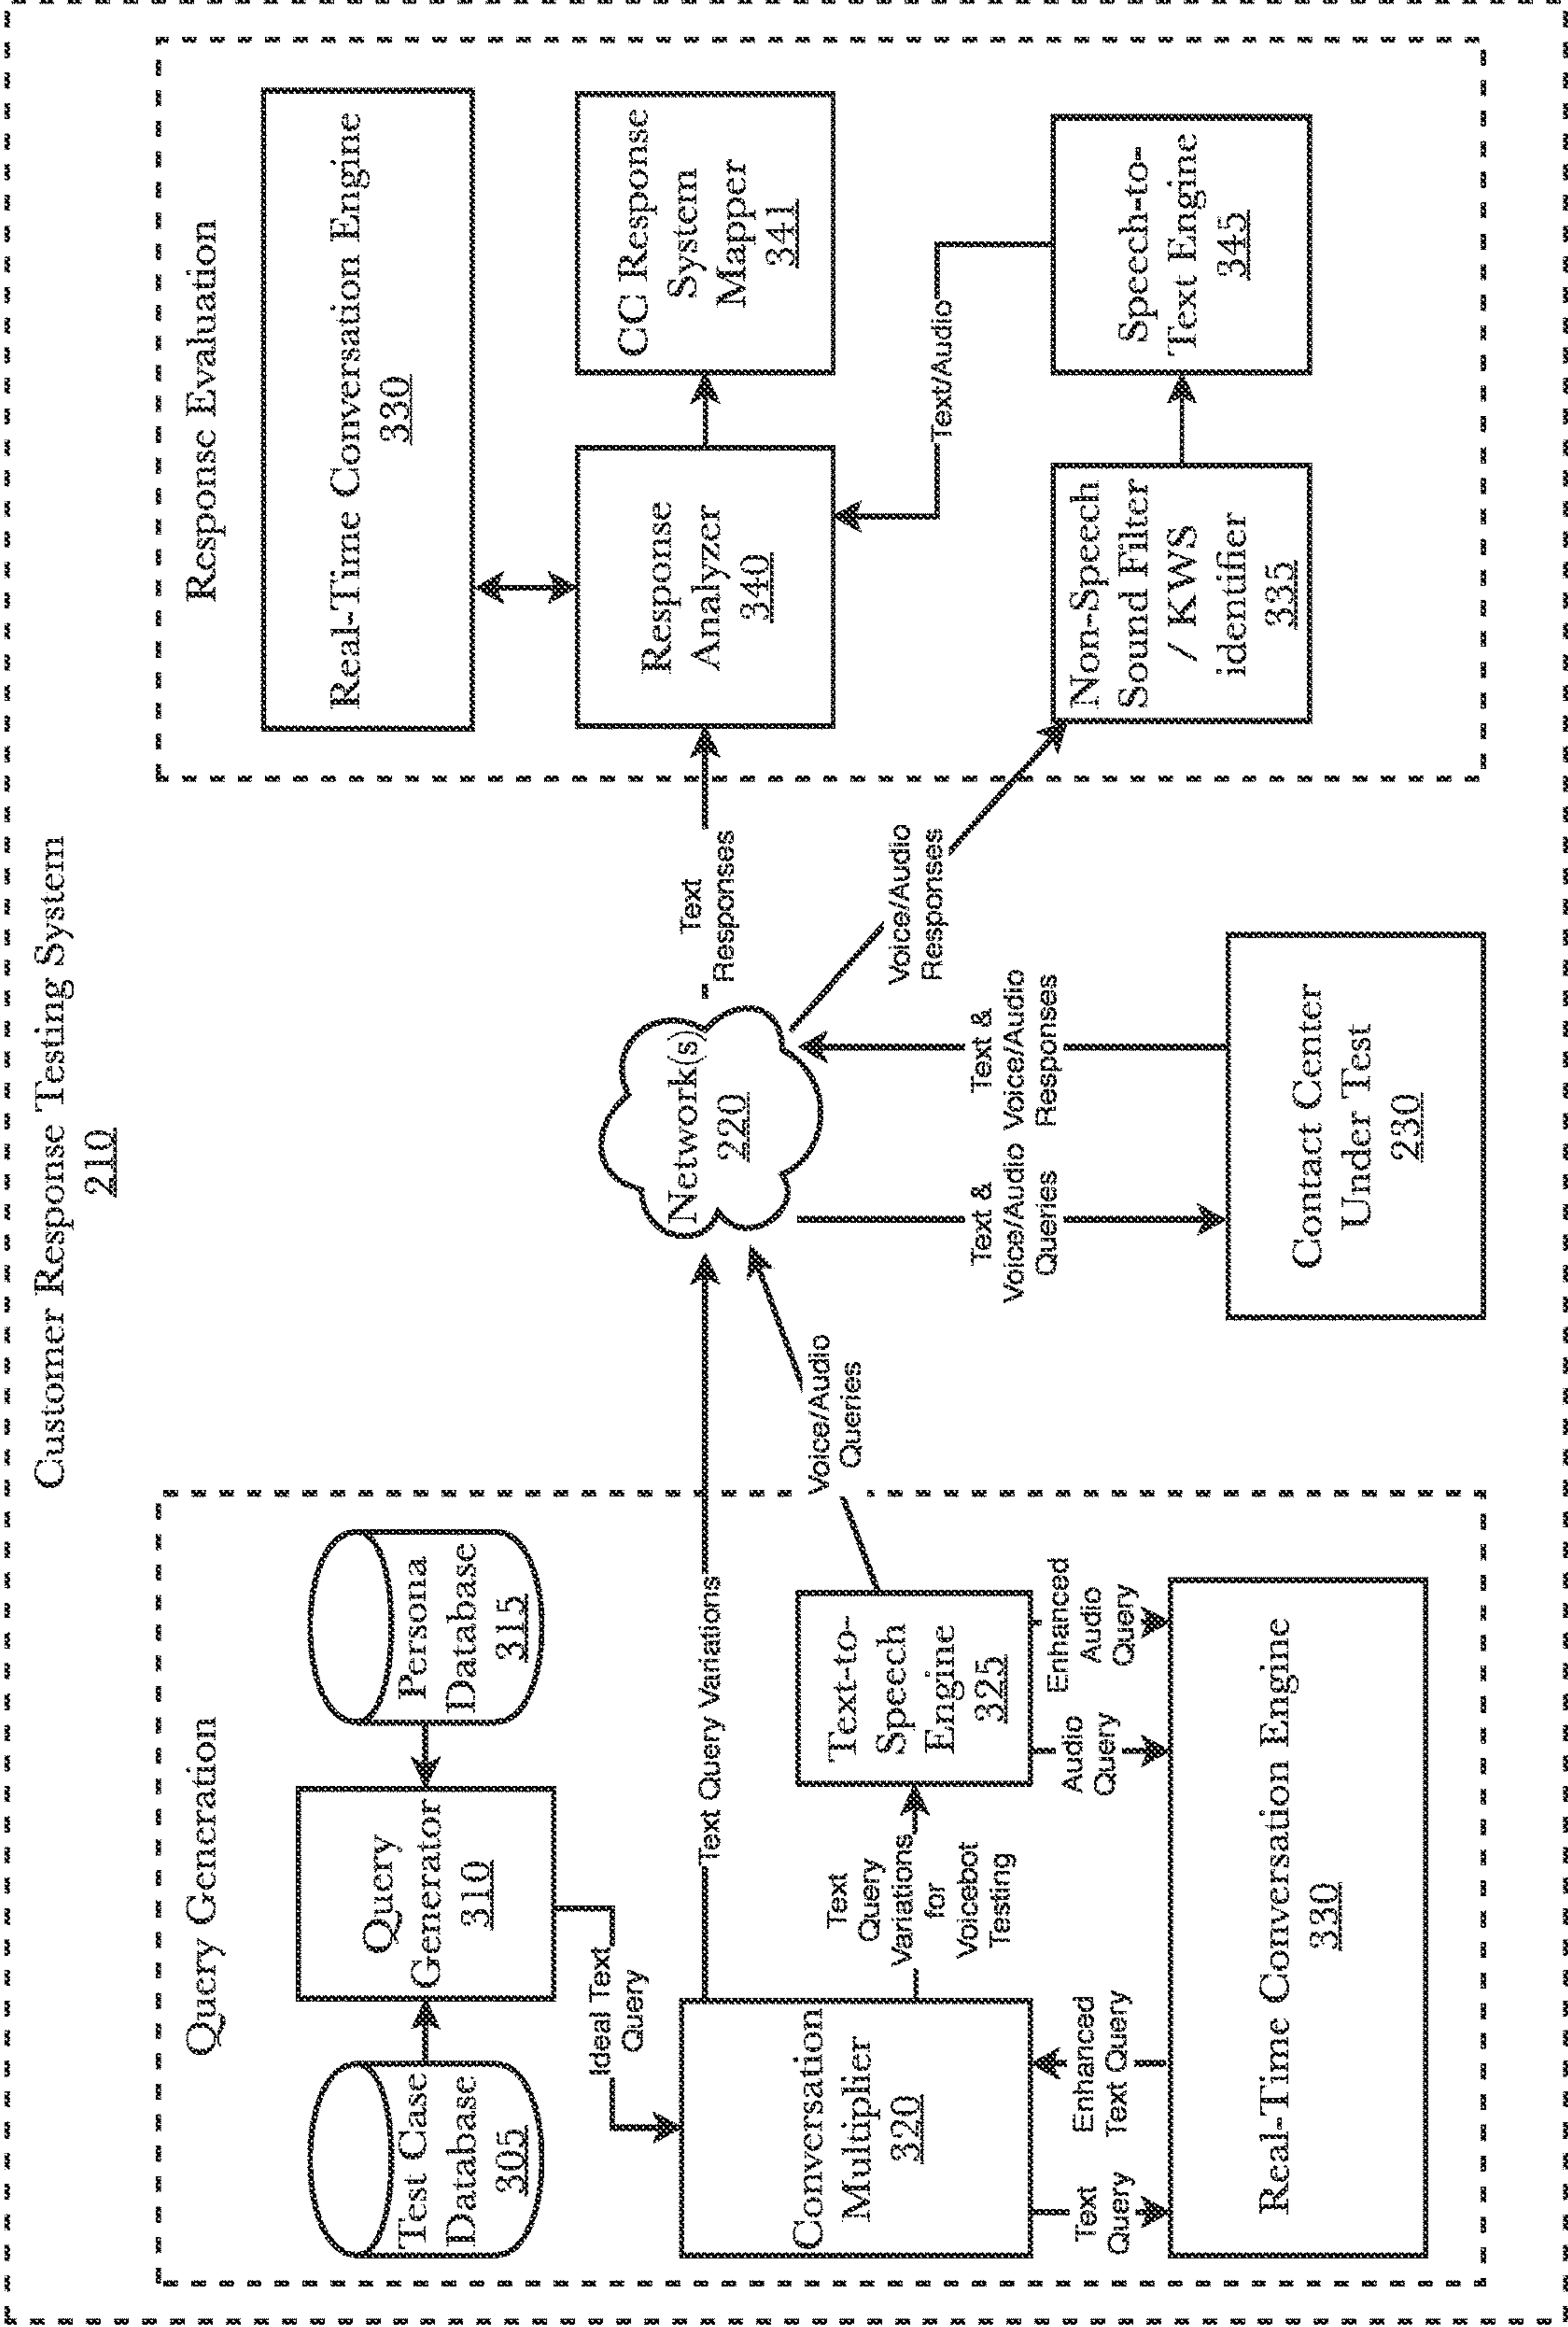 Customer Response Testing System
210
Query Generation
Test Case
Database
305
Query
Generator
310
Persona
Database
315
Ideal Text
Query
Text Query Variations
Conversation
Multiplier
320
Text
Query
Variations
for
Voicebot
Testing
Text-to-
Speech
Engine
325
Voice/Audio
Queries
Text
Query
Enhanced
Text Query
Audio
Query
Enhanced
Audio
Query
Real-Time Conversation Engine
330
Network(s)
220
Text &
Voice/Audio
Queries
Text &
Voice/Audio
Responses
Contact Center
Under Test
230
Text
Responses
Voice/Audio
Responses
Response Evaluation
Real-Time Conversation Engine
330
Response
Analyzer
340
CC Response
System
Mapper
341
Text/Audio
Non-Speech
Sound Filter
/ KWS
identifier
335
Speech-to-
Text Engine
345